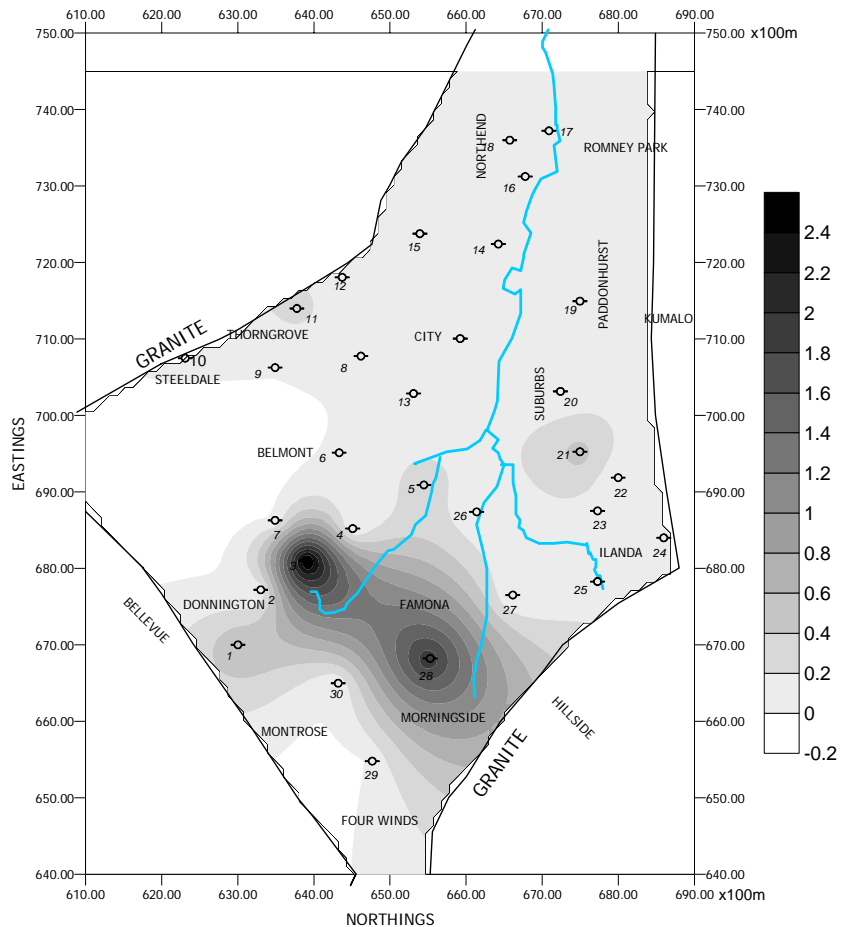 610.00 620.00 630.00 640.00 650.00 660.00 670.00 680.00 690.00
750.00 750.00 x100m
740.00 740.00
NORTHEND 18 17 ROMNEY PARK
730.00 16 730.00
15 14
720.00 12 720.00
PADDONHURST
11 19
710.00 THORNGROVE CITY KUMALO 710.00
GRANITE
10 9 8
STEELDALE
13 SUBURBS 20
700.00 700.00
EASTINGS
BELMONT 6 21
690.00 5 22 690.00
7 4 26 23
ILANDA 24
680.00 3 680.00
2 25
DONNINGTON FAMONA 27
BELLEVUE
670.00 1 670.00
28
30
660.00 MORNINGSIDE HILLSIDE 660.00
MONTROSE
GRANITE
29
650.00 650.00
FOUR WINDS
640.00 640.00
610.00 620.00 630.00 640.00 650.00 660.00 670.00 680.00 690.00 x100m
NORTHINGS
2.4
2.2
2
1.8
1.6
1.4
1.2
1
0.8
0.6
0.4
0.2
0
-0.2